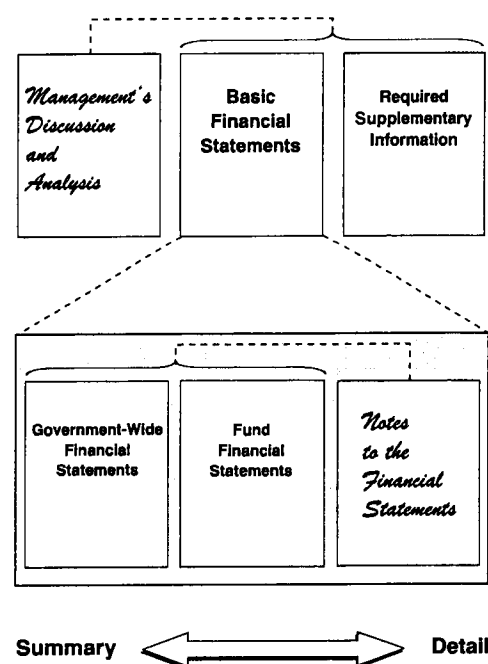 Management's
Discussion
and
Analysis
Basic
Financial
Statements
Required
Supplementary
Information
Government-Wide
Financial
Statements
Fund
Financial
Statements
Notes
to the
Financial
Statements
Summary
Detail